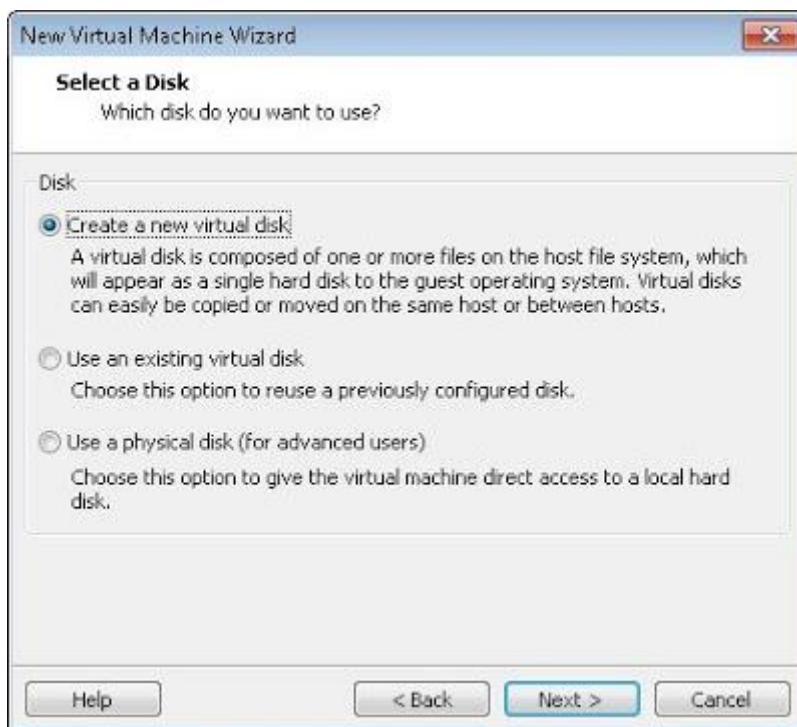 New Virtual Machine Wizard
Select a Disk
Which disk do you want to use?
Disk
Create a new virtual disk
A virtual disk is composed of one or more files on the host file system, which
will appear as a single hard disk to the guest operating system. Virtual disks
can easily be copied or moved on the same host or between hosts.
Use an existing virtual disk
Choose this option to reuse a previously configured disk.
Use a physical disk (for advanced users)
Choose this option to give the virtual machine direct access to a local hard
disk.
Help
< Back
Next >
Cancel